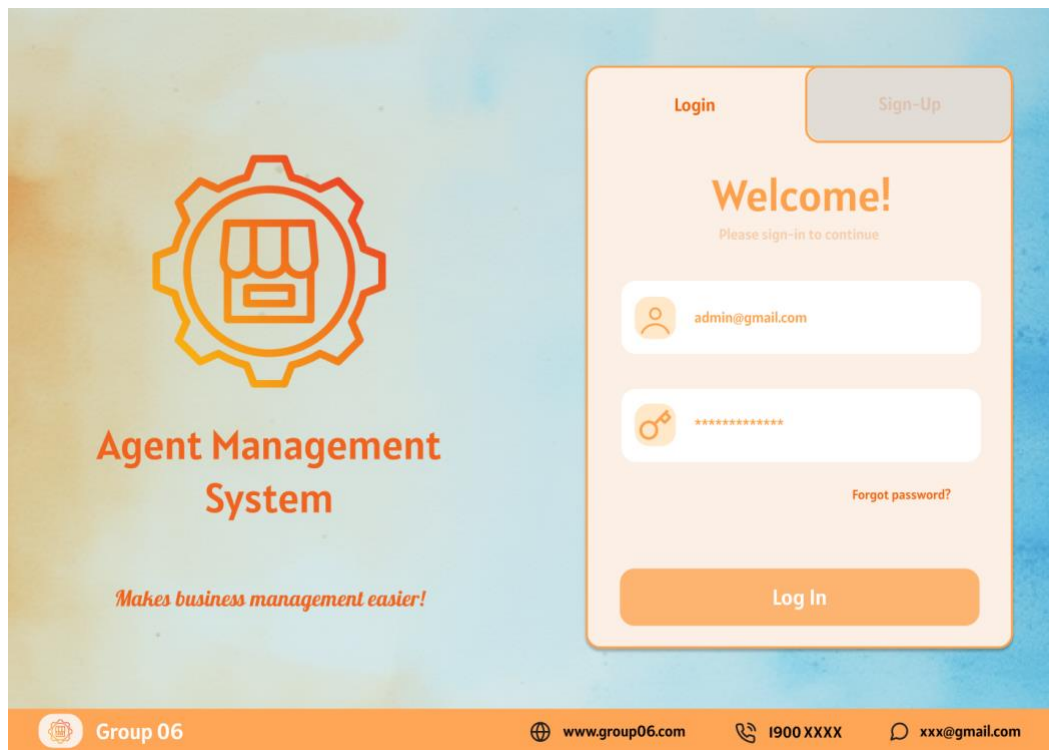 Login
Sign-Up
Welcome!
Please sign-in to continue
admin@gmail.com
*************
Forgot password?
Log In
Agent Management
System
Makes business management easier!
Group 06
www.group06.com
1900 XXXX
xxx@gmail.com